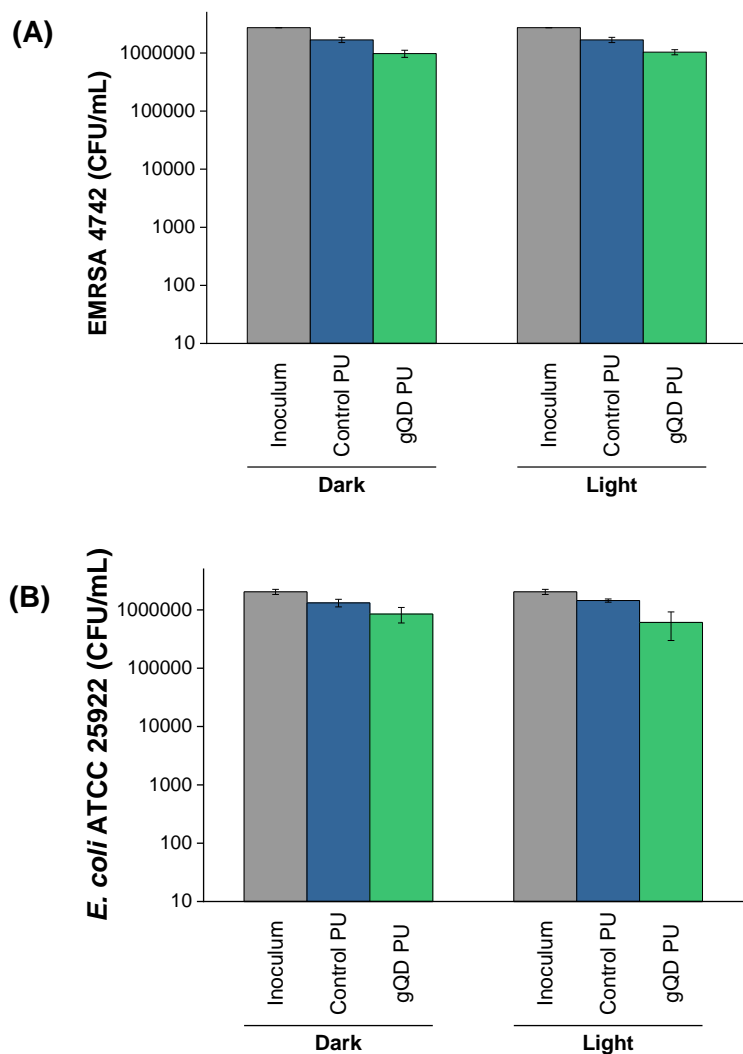 (A)
EMRSA 4742 (CFU/mL)
1000000
100000
10000
1000
100
10
Inoculum
Control PU
gQD PU
Inoculum
Control PU
gQD PU
Dark
Light
(B)
E. coli ATCC 25922 (CFU/mL)
1000000
100000
10000
1000
100
10
Inoculum
Control PU
gQD PU
Inoculum
Control PU
gQD PU
Dark
Light